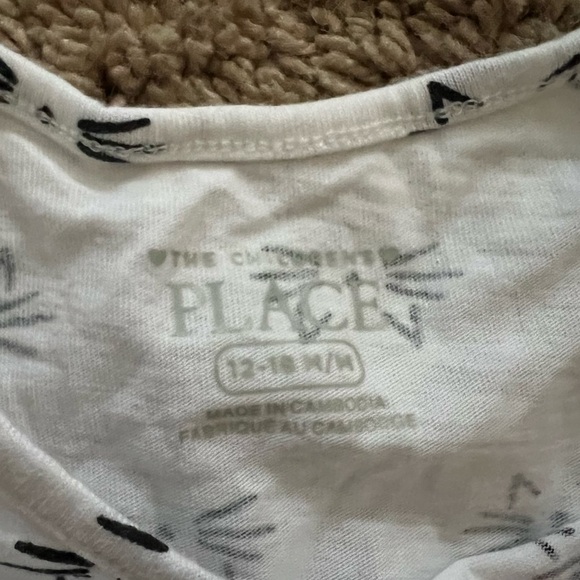 THE CHILDREN'S
PLACE
12-18 M/M
MADE IN CAMBODIA
FABRIQUÉ AU CAMBODGE